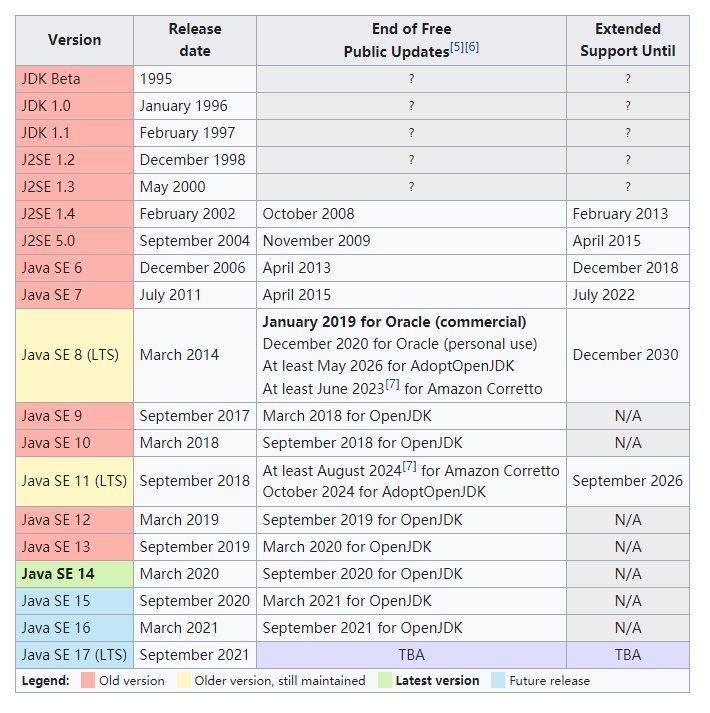 Version Release date End of Free Public Updates[5][6] Extended Support Until
JDK Beta 1995 ? ?
JDK 1.0 January 1996 ? ?
JDK 1.1 February 1997 ? ?
J2SE 1.2 December 1998 ? ?
J2SE 1.3 May 2000 ? ?
J2SE 1.4 February 2002 October 2008 February 2013
J2SE 5.0 September 2004 November 2009 April 2015
Java SE 6 December 2006 April 2013 December 2018
Java SE 7 July 2011 April 2015 July 2022
Java SE 8 (LTS) March 2014 January 2019 for Oracle (commercial)
December 2020 for Oracle (personal use)
At least May 2026 for AdoptOpenJDK
At least June 2023[7] for Amazon Corretto
December 2030
Java SE 9 September 2017 March 2018 for OpenJDK N/A
Java SE 10 March 2018 September 2018 for OpenJDK N/A
Java SE 11 (LTS) September 2018 At least August 2024[7] for Amazon Corretto
October 2024 for AdoptOpenJDK
September 2026
Java SE 12 March 2019 September 2019 for OpenJDK N/A
Java SE 13 September 2019 March 2020 for OpenJDK N/A
Java SE 14 March 2020 September 2020 for OpenJDK N/A
Java SE 15 September 2020 March 2021 for OpenJDK N/A
Java SE 16 March 2021 September 2021 for OpenJDK N/A
Java SE 17 (LTS) September 2021 TBA TBA
Legend: Old version Older version, still maintained Latest version Future release